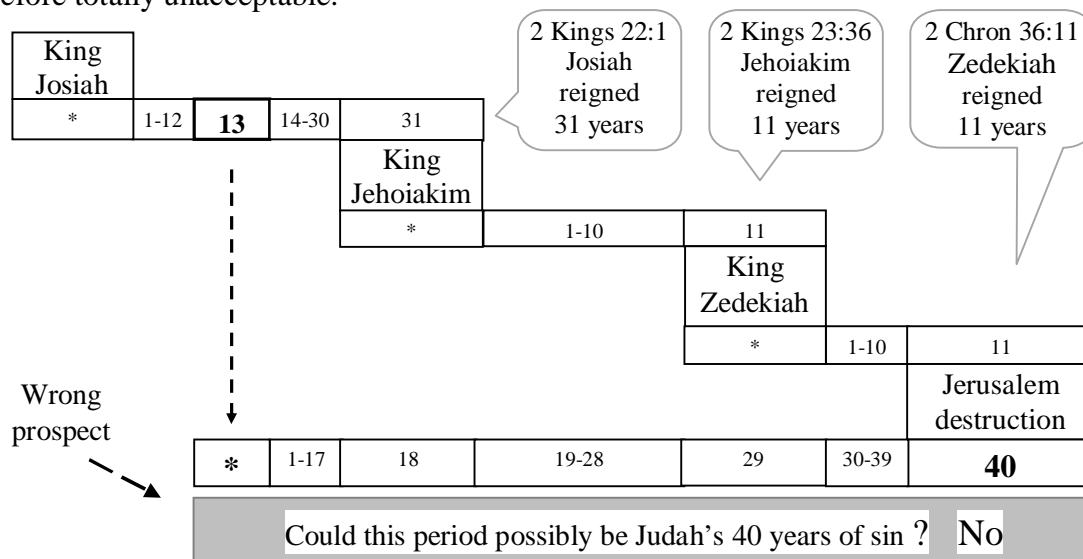 efore totally unacceptable.
King
Josiah
* 1-12 13 14-30 31
2 Kings 22:1
Josiah
reigned
31 years
2 Kings 23:36
Jehoiakim
reigned
11 years
2 Chron 36:11
Zedekiah
reigned
11 years
King
Jehoiakim
* 1-10 11
King
Zedekiah
* 1-10 11
Jerusalem
destruction
Wrong
prospect
* 1-17 18 19-28 29 30-39 40
Could this period possibly be Judah's 40 years of sin ? No